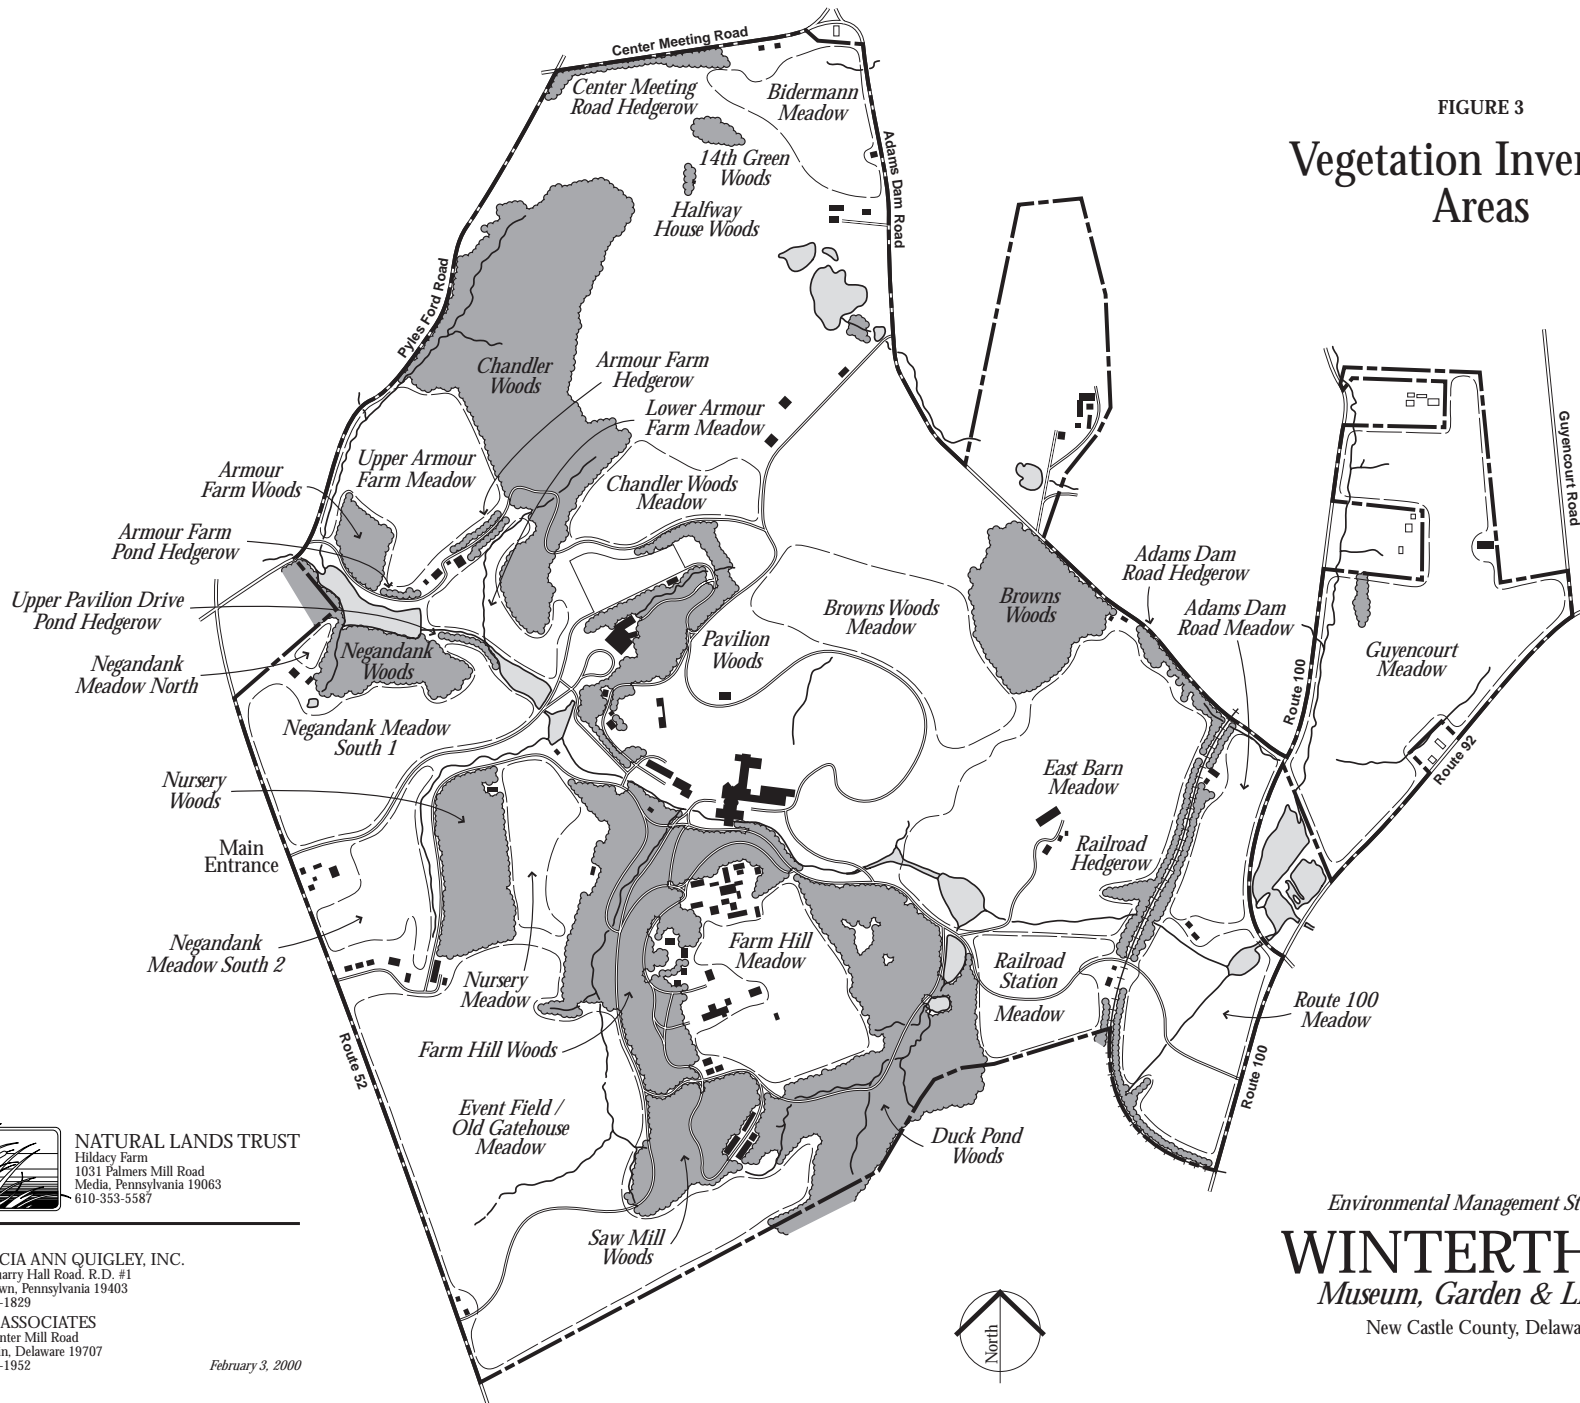 FIGURE 3
Vegetation Inven
Areas
Center Meeting Road
Center Meeting
Road Hedgerow
Bidermann
Meadow
14th Green
Woods
Halfway
House Woods
Adams Dam Road
Pyles Ford Road
Chandler
Woods
Armour Farm
Hedgerow
Lower Armour
Farm Meadow
Upper Armour
Farm Meadow
Armour
Farm Woods
Chandler Woods
Meadow
Armour Farm
Pond Hedgerow
Upper Pavilion Drive
Pond Hedgerow
Negandank
Meadow North
Negandank
Woods
Negandank Meadow
South 1
Pavilion
Woods
Browns Woods
Meadow
Browns
Woods
Adams Dam
Road Hedgerow
Adams Dam
Road Meadow
Guyencourt Road
Guyencourt
Meadow
Route 100
Route 92
Nursery
Woods
Main
Entrance
East Barn
Meadow
Railroad
Hedgerow
Negandank
Meadow South 2
Nursery
Meadow
Farm Hill
Meadow
Railroad
Station
Meadow
Route 100
Meadow
Route 52
Farm Hill Woods
Route 100
Event Field /
Old Gatehouse
Meadow
Duck Pond
Woods
Saw Mill
Woods
North
NATURAL LANDS TRUST
Hildacy Farm
1031 Palmers Mill Road
Media, Pennsylvania 19063
610-353-5587
CIA ANN QUIGLEY, INC.
arry Hall Road. R.D. #1
wn, Pennsylvania 19403
-1829
ASSOCIATES
nter Mill Road
n, Delaware 19707
-1952
February 3, 2000
Environmental Management St
WINTERTH
Museum, Garden & L
New Castle County, Delawa